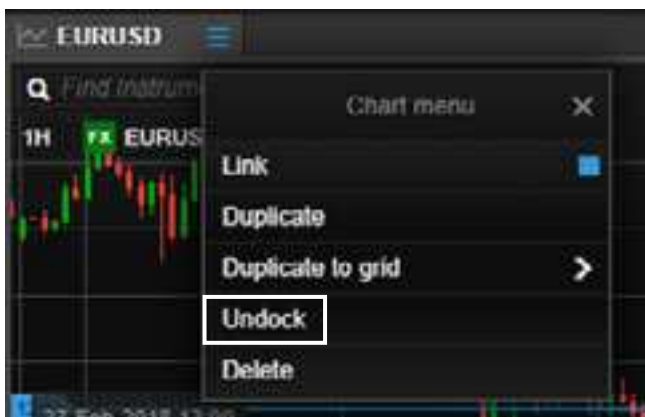 EURUSD
Find Instrum
Chart menu
1H FX EURUS
Link
Duplicate
Duplicate to grid
Undock
Delete